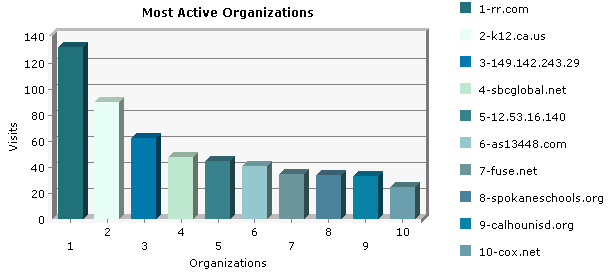 Most Active Organizations
Visits
140
120
100
80
60
40
20
0
1 2 3 4 5 6 7 8 9 10
Organizations
1-rr.com
2-k12.ca.us
3-149.142.243.29
4-sbcglobal.net
5-12.53.16.140
6-as13448.com
7-fuse.net
8-spokaneschools.org
9-calhounisd.org
10-cox.net